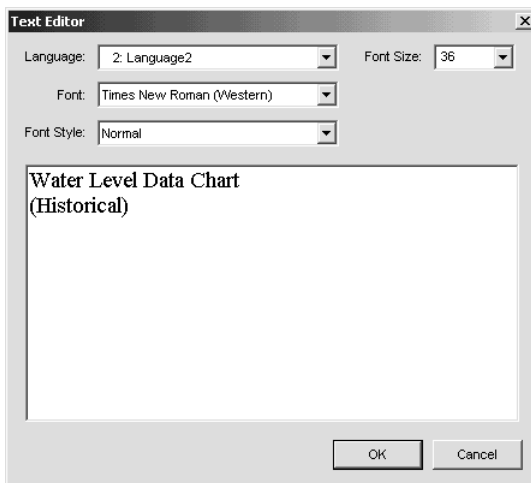 Text Editor
Language: 2: Language2 Font Size: 36
Font: Times New Roman (Western)
Font Style: Normal
Water Level Data Chart
(Historical)
OK Cancel